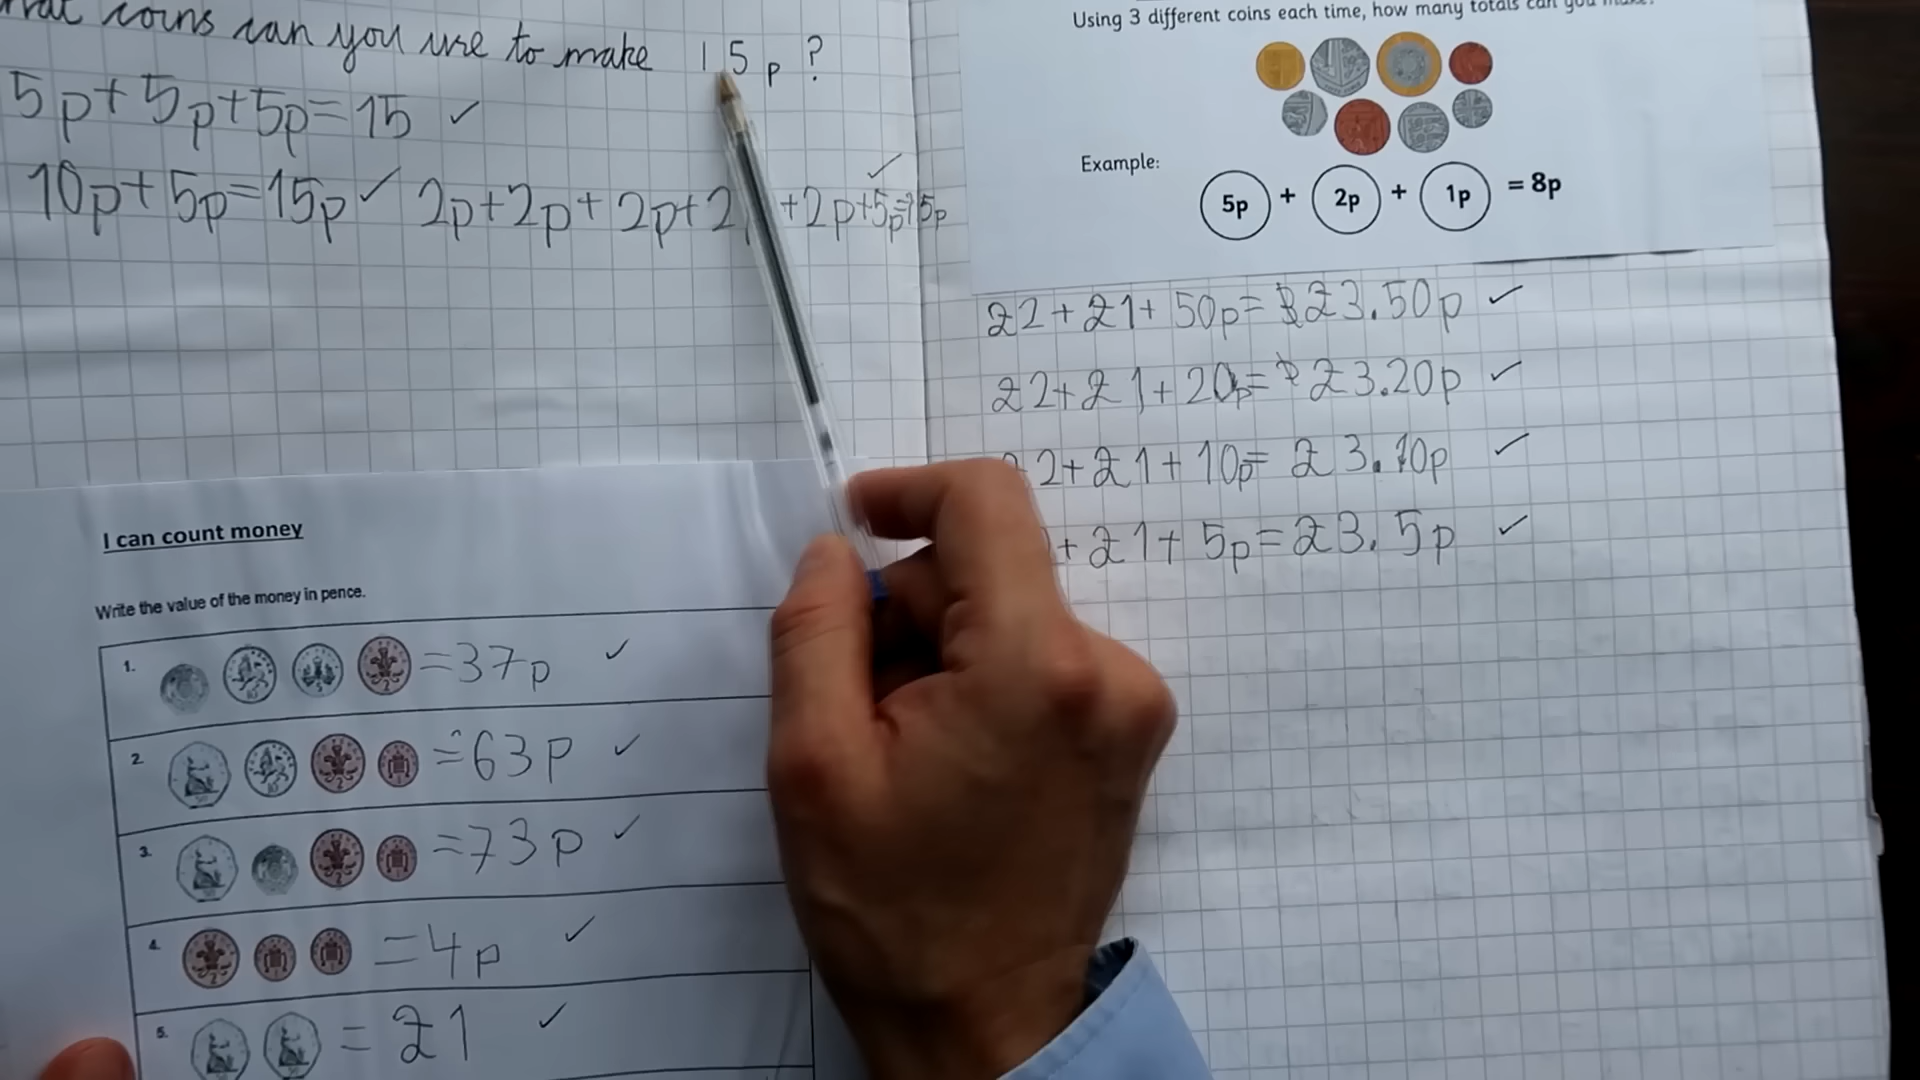 coins can you use to make 15p?
5p+5p+5p=15 ✓
10p+5p=15p ✓ 2p+2p+2p+2 +2p+5p=15p ✓
I can count money
Write the value of the money in pence.
1. =37p ✓
2. =63p ✓
3. =73p ✓
4. =4p ✓
5. =£1 ✓
Using 3 different coins each time, how many totals can you make?
Example:
5p + 2p + 1p = 8p
£2+£1+50p=£3.50p ✓
£2+£1+20p=£3.20p ✓
2+£1+10p=£3.10p ✓
+£1+5p=£3.5p ✓